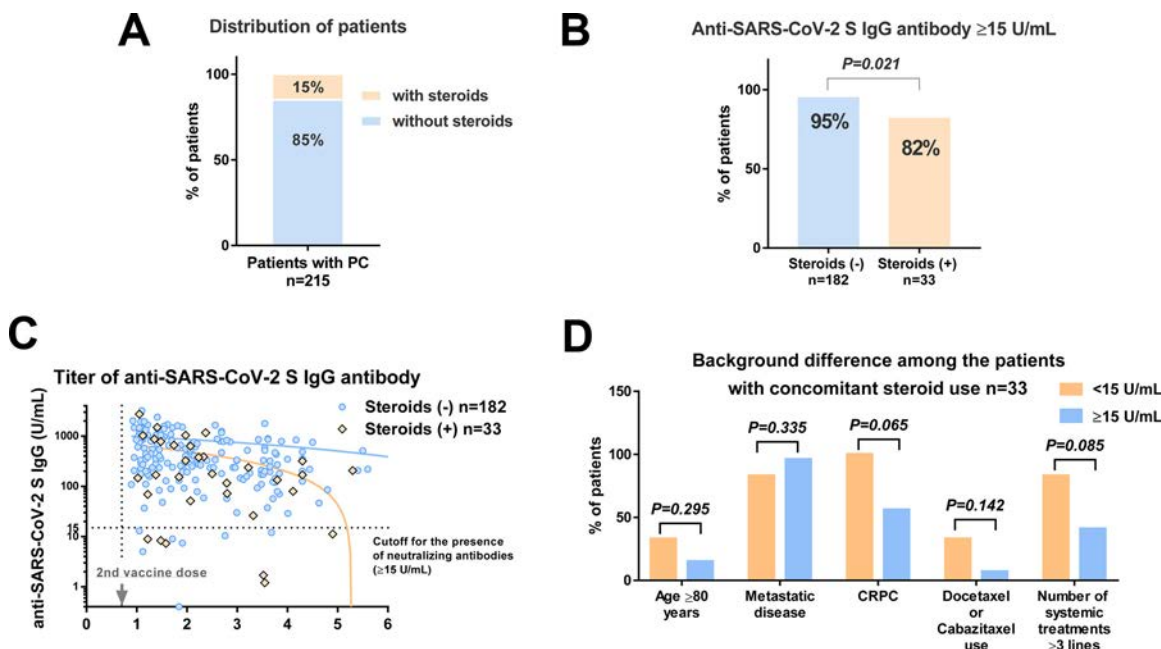 A
Distribution of patients
% of patients
100
50
0
15%
85%
with steroids
without steroids
Patients with PC
n=215
B
Anti-SARS-CoV-2 S IgG antibody ≥15 U/mL
P=0.021
% of patients
100
50
0
95%
82%
Steroids (-)
n=182
Steroids (+)
n=33
C
Titer of anti-SARS-CoV-2 S IgG antibody
anti-SARS-CoV-2 S IgG (U/mL)
Steroids (-) n=182
Steroids (+) n=33
1000
100
15
10
1
2nd vaccine dose
Cutoff for the presence
of neutralizing antibodies
(≥15 U/mL)
0 1 2 3 4 5 6
D
Background difference among the patients
with concomitant steroid use n=33
<15 U/mL
≥15 U/mL
% of patients
150
100
50
0
P=0.295
P=0.335
P=0.065
P=0.142
P=0.085
Age ≥80
years
Metastatic
disease
CRPC
Docetaxel
or
Cabazitaxel
use
Number of
systemic
treatments
≥3 lines